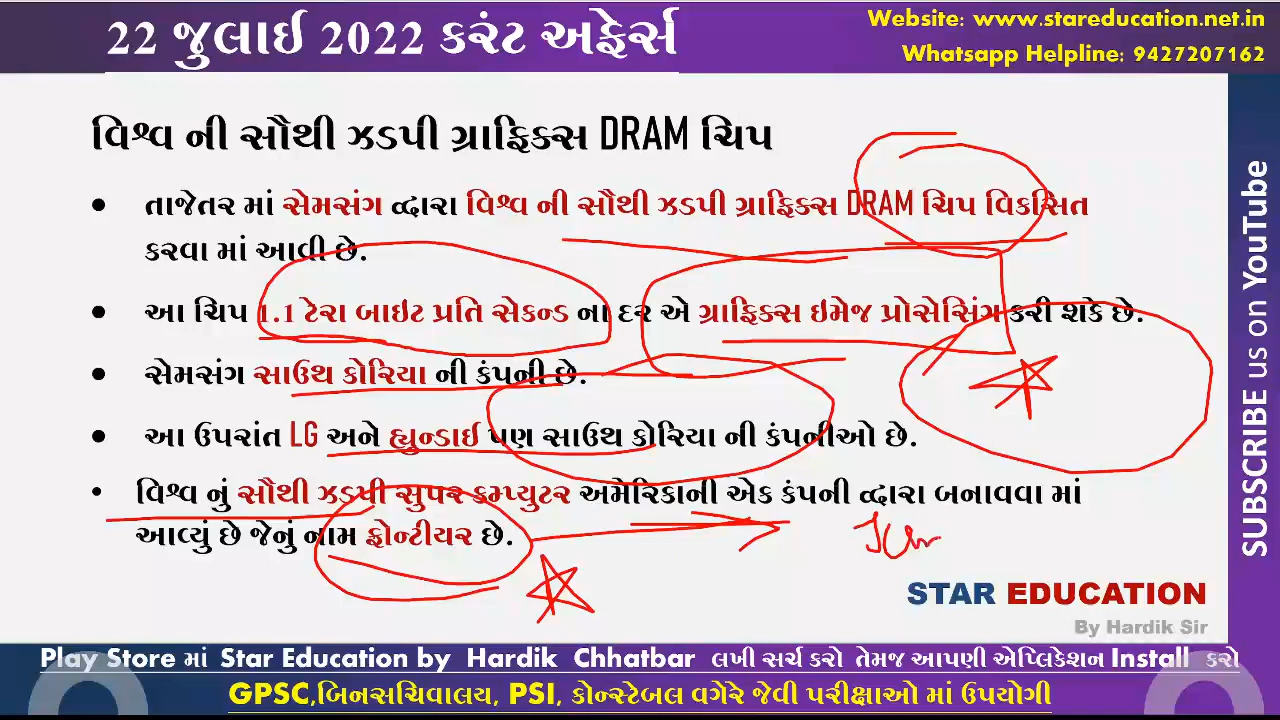 22 જુલાઈ 2022 કરંટ અફેર્સ
Website: www.stareducation.net.in
Whatsapp Helpline: 9427207162
વિશ્વ ની સૌથી ઝડપી ગ્રાફિક્સ DRAM ચિપ
• તાજેતર માં સેમસંગ દ્વારા વિશ્વ ની સૌથી ઝડપી ગ્રાફિક્સ DRAM ચિપ વિકસિત
કરવા માં આવી છે.
• આ ચિપ 1.1 ટેરા બાઇટ પ્રતિ સેકન્ડ ના દર એ ગ્રાફિક્સ ઇમેજ પ્રોસેસિંગ કરી શકે છે.
• સેમસંગ સાઉથ કોરિયા ની કંપની છે.
• આ ઉપરાંત LG અને હ્યુન્ડાઈ પણ સાઉથ કોરિયા ની કંપનીઓ છે.
• વિશ્વ નું સૌથી ઝડપી સુપર કમ્પ્યુટર અમેરિકાની એક કંપની દ્વારા બનાવવા માં
આવ્યું છે જેનું નામ ફ્રોન્ટીયર છે.
STAR EDUCATION
By Hardik Sir
SUBSCRIBE us on YouTube
Play Store માં Star Education by Hardik Chhatbar લખી સર્ચ કરો તેમજ આપણી એપ્લિકેશન Install કરો
GPSC,બિનસચિવાલય, PSI, કોન્સ્ટેબલ વગેરે જેવી પરીક્ષાઓ માં ઉપયોગી